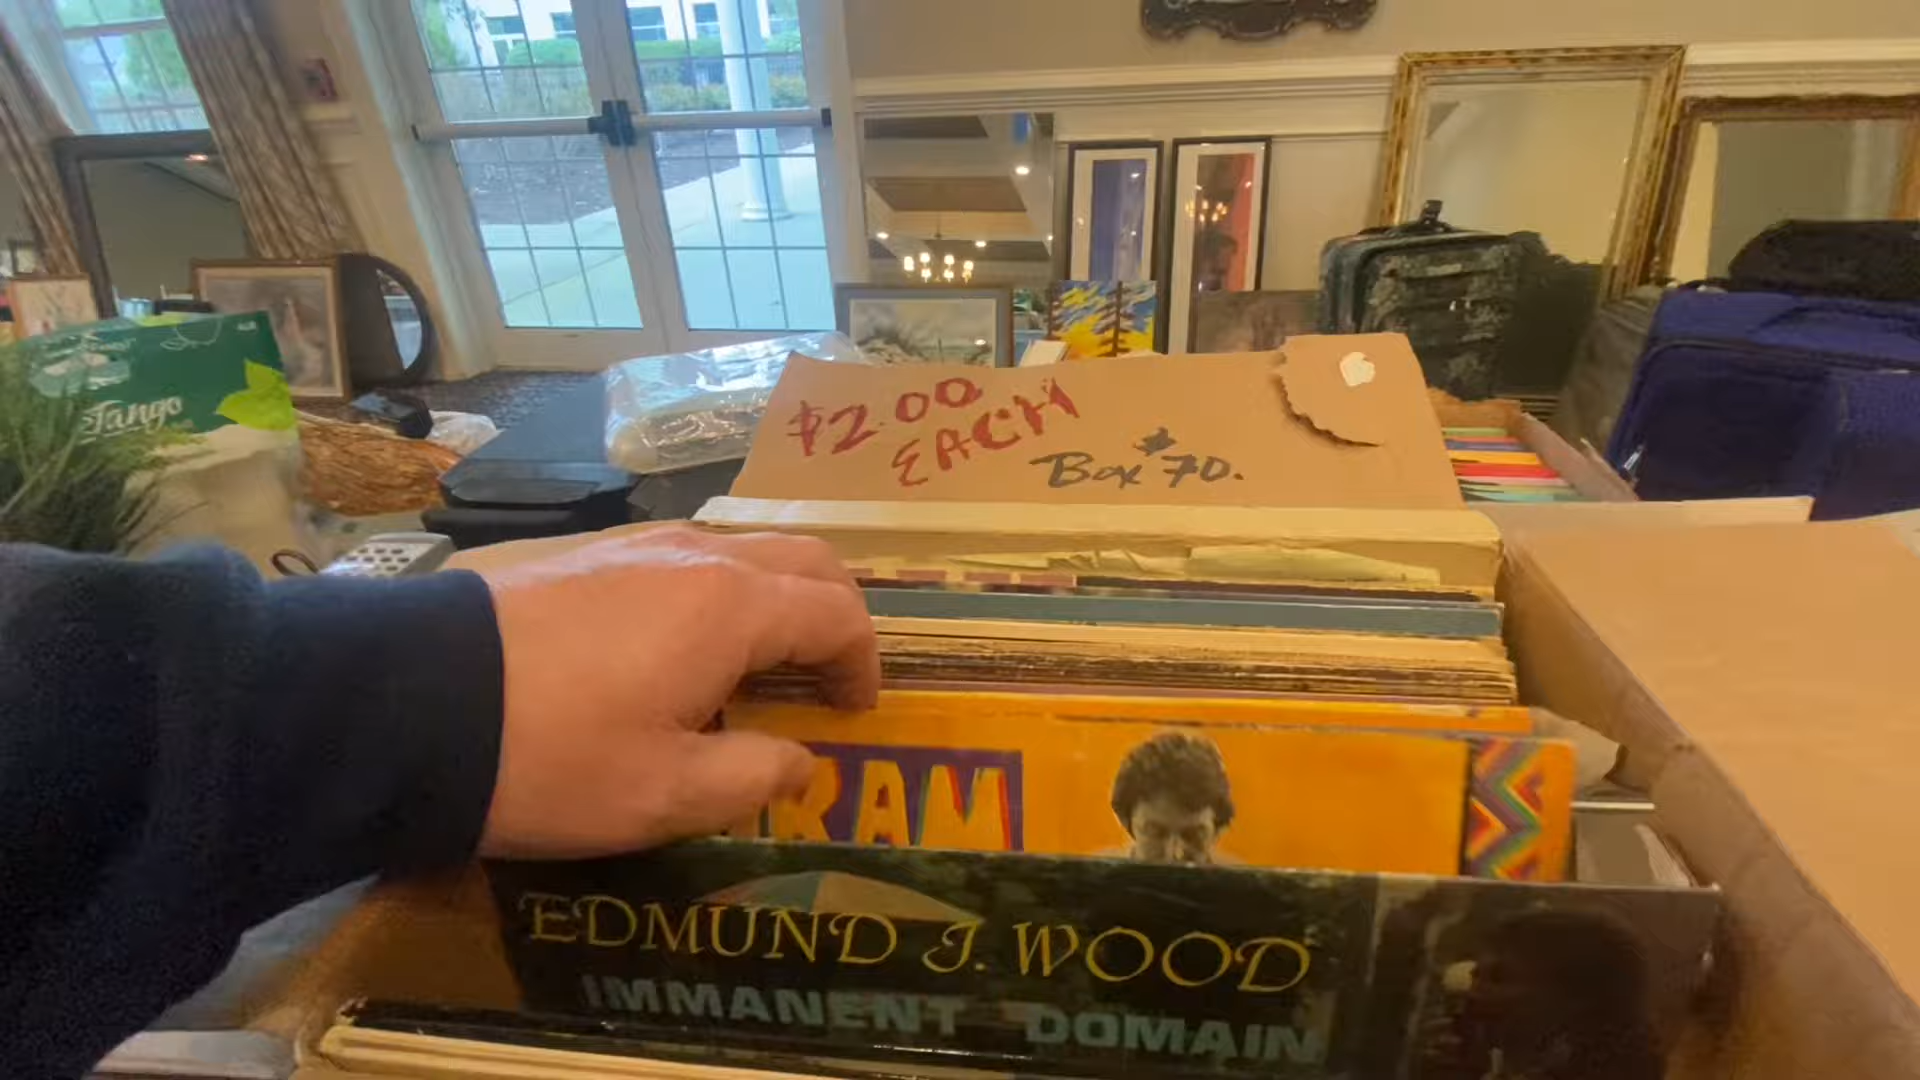 Tango
$2.00
EACH
Box #70.
RAM
EDMUND J. WOOD
IMMANENT DOMAIN